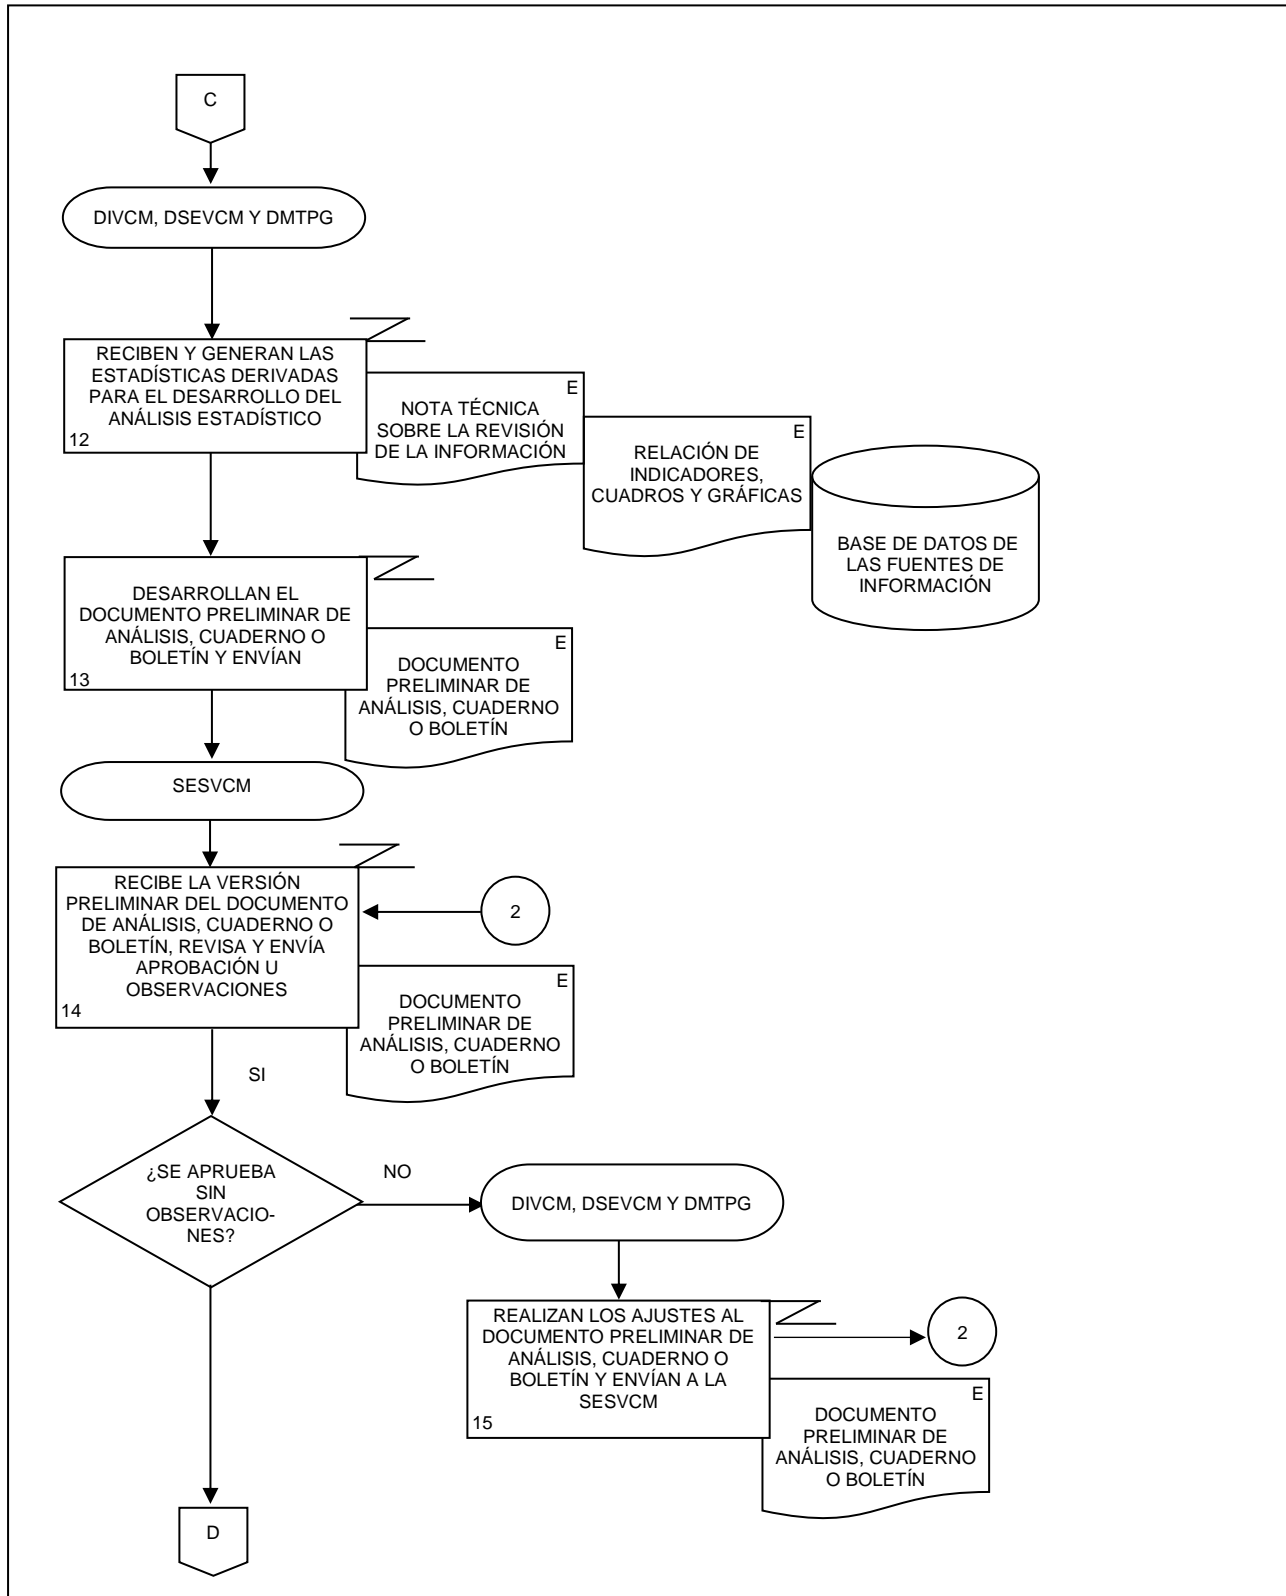 C
DIVCM, DSEVCM Y DMTPG
RECIBEN Y GENERAN LAS
ESTADÍSTICAS DERIVADAS
PARA EL DESARROLLO DEL
ANÁLISIS ESTADÍSTICO
12
E
NOTA TÉCNICA
SOBRE LA REVISIÓN
DE LA INFORMACIÓN
E
RELACIÓN DE
INDICADORES,
CUADROS Y GRÁFICAS
BASE DE DATOS DE
LAS FUENTES DE
INFORMACIÓN
DESARROLLAN EL
DOCUMENTO PRELIMINAR DE
ANÁLISIS, CUADERNO O
BOLETÍN Y ENVÍAN
13
E
DOCUMENTO
PRELIMINAR DE
ANÁLISIS, CUADERNO
O BOLETÍN
SESVCM
RECIBE LA VERSIÓN
PRELIMINAR DEL DOCUMENTO
DE ANÁLISIS, CUADERNO O
BOLETÍN, REVISA Y ENVÍA
APROBACIÓN U
OBSERVACIONES
14
2
E
DOCUMENTO
PRELIMINAR DE
ANÁLISIS, CUADERNO
O BOLETÍN
SI
¿SE APRUEBA
SIN
OBSERVACIO-
NES?
NO
DIVCM, DSEVCM Y DMTPG
REALIZAN LOS AJUSTES AL
DOCUMENTO PRELIMINAR DE
ANÁLISIS, CUADERNO O
BOLETÍN Y ENVÍAN A LA
SESVCM
15
2
E
DOCUMENTO
PRELIMINAR DE
ANÁLISIS, CUADERNO
O BOLETÍN
D